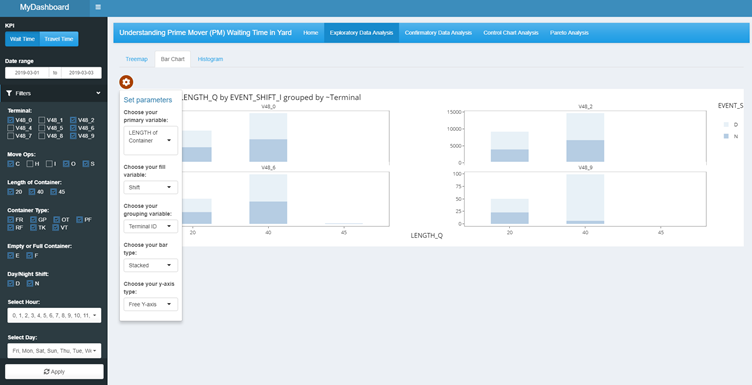 MyDashboard
KPI
Wait Time Travel Time
Date range
2019-03-01 to 2019-03-03
Filters
Terminal:
V48_0 V48_1 V48_2
V48_4 V48_5 V48_6
V48_7 V48_8 V48_9
Move Ops:
C H I O S
Length of Container:
20 40 45
Container Type:
FR GP OT PF
RF TK VT
Empty or Full Container:
E F
Day/Night Shift:
D N
Select Hour:
0, 1, 2, 3, 4, 5, 6, 7, 8, 9, 10, 11,
Select Day:
Fri, Mon, Sat, Sun, Thu, Tue, We
Apply
Understanding Prime Mover (PM) Waiting Time in Yard Home Exploratory Data Analysis Confirmatory Data Analysis Control Chart Analysis Pareto Analysis
Treemap Bar Chart Histogram
Set parameters
Choose your
primary variable:
LENGTH of
Container
Choose your fill
variable:
Shift
Choose your
grouping variable:
Terminal ID
Choose your bar
type:
Stacked
Choose your y-axis
type:
Free Y-axis
LENGTH_Q by EVENT_SHIFT_I grouped by ~Terminal
V48_0 V48_2
15000
10000
5000
0
V48_6 V48_9
100
75
50
25
0
20 40 45 20 40 45
LENGTH_Q
EVENT_S
D
N